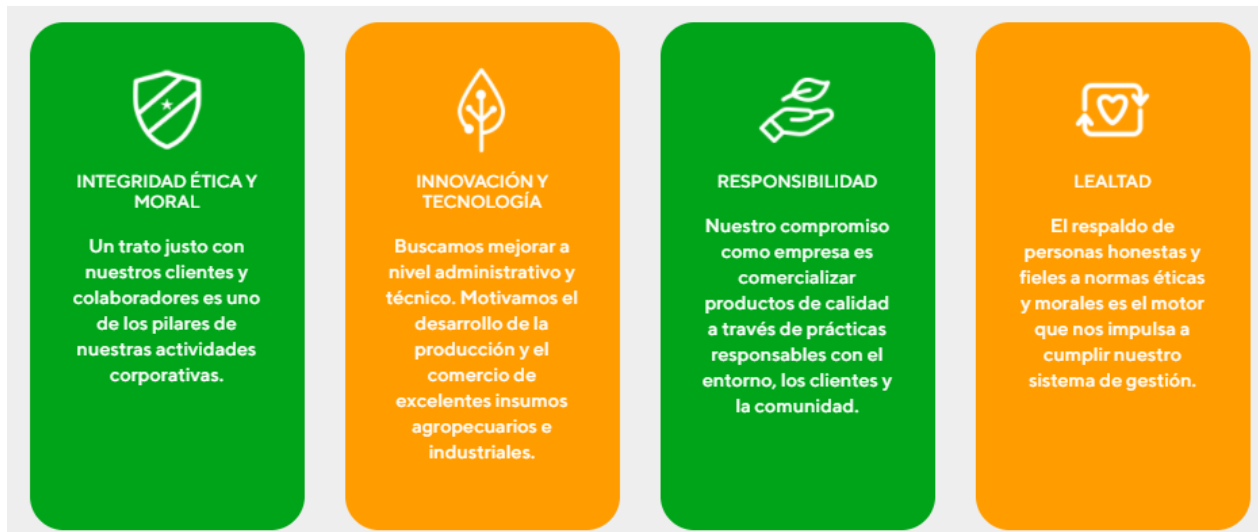 INTEGRIDAD ÉTICA Y
MORAL
Un trato justo con
nuestros clientes y
colaboradores es uno
de los pilares de
nuestras actividades
corporativas.
INNOVACIÓN Y
TECNOLOGÍA
Buscamos mejorar a
nivel administrativo y
técnico. Motivamos el
desarrollo de la
producción y el
comercio de
excelentes insumos
agropecuarios e
industriales.
RESPONSIBILIDAD
Nuestro compromiso
como empresa es
comercializar
productos de calidad
a través de prácticas
responsables con el
entorno, los clientes y
la comunidad.
LEALTAD
El respaldo de
personas honestas y
fieles a normas éticas
y morales es el motor
que nos impulsa a
cumplir nuestro
sistema de gestión.